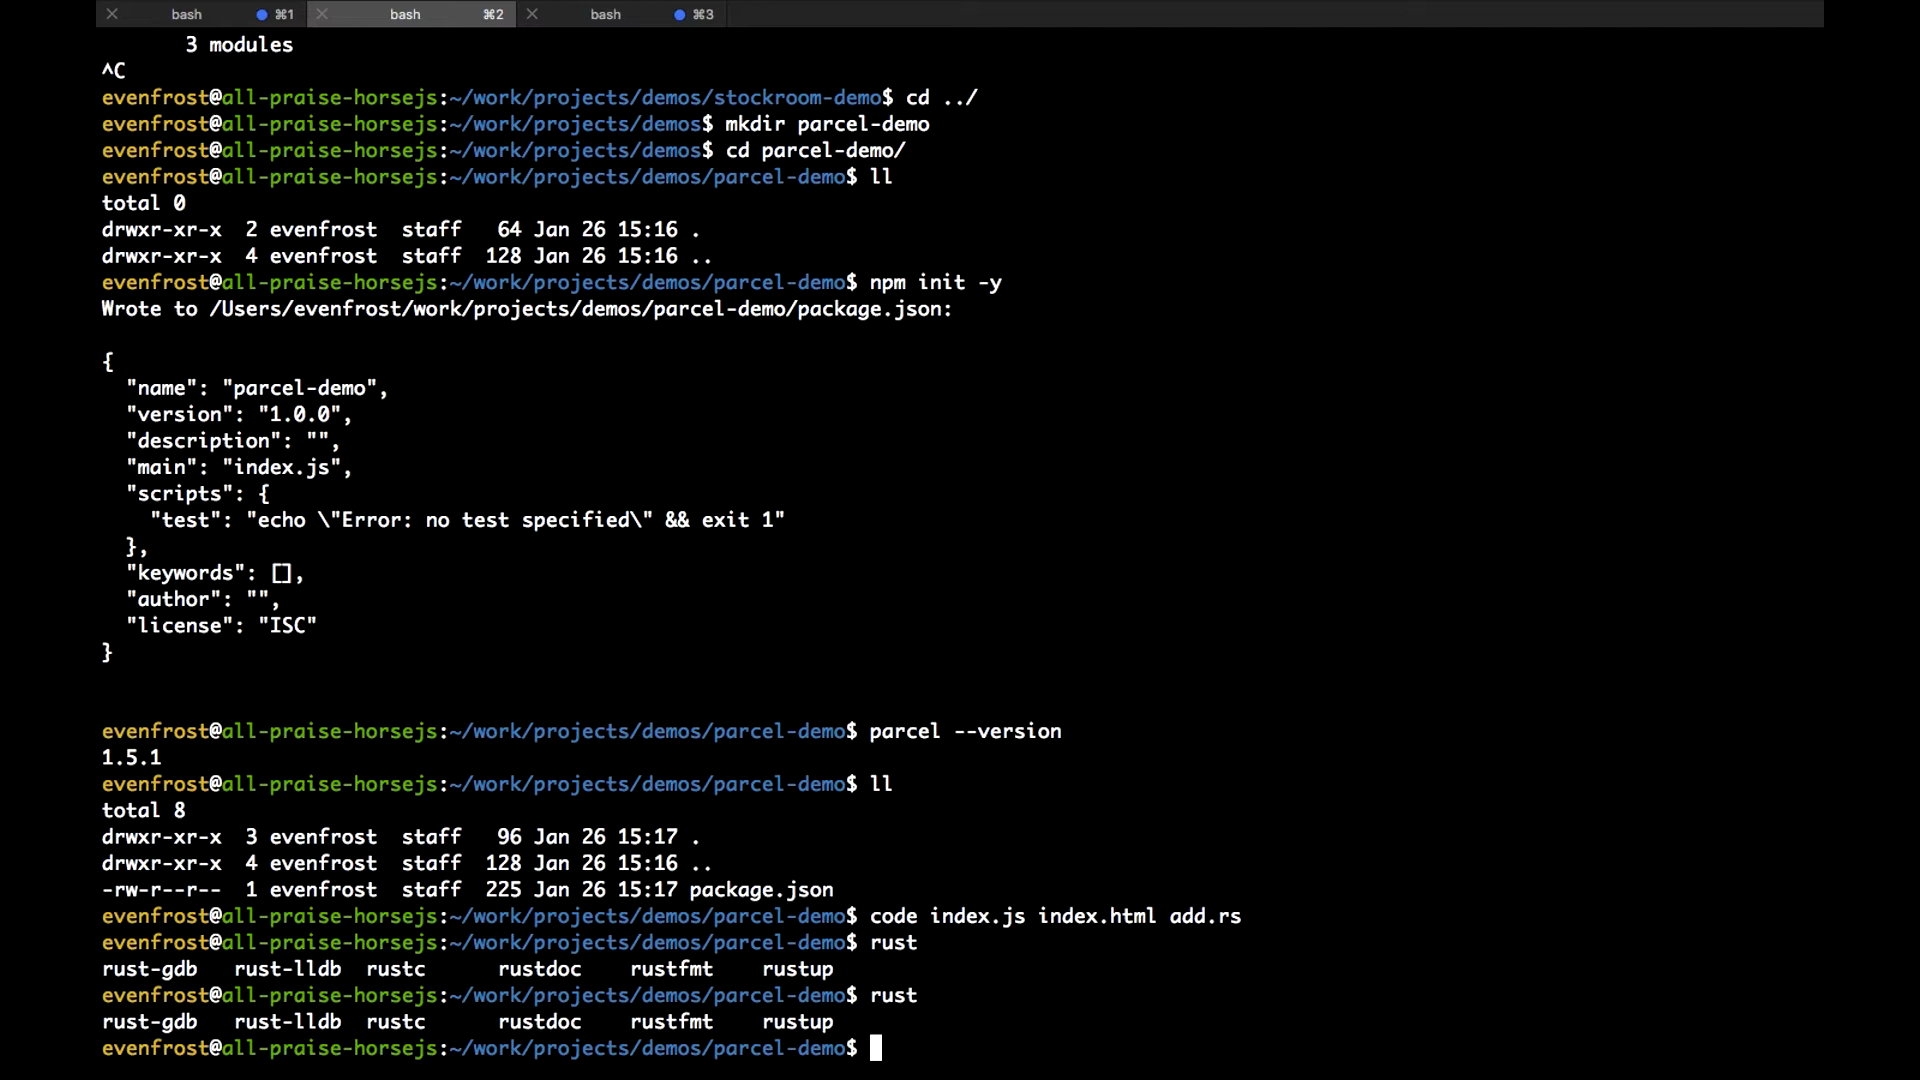 bash ⌘1 bash ⌘2 bash ⌘3
3 modules
^C
evenfrost@all-praise-horsejs:~/work/projects/demos/stockroom-demo$ cd ../
evenfrost@all-praise-horsejs:~/work/projects/demos$ mkdir parcel-demo
evenfrost@all-praise-horsejs:~/work/projects/demos$ cd parcel-demo/
evenfrost@all-praise-horsejs:~/work/projects/demos/parcel-demo$ ll
total 0
drwxr-xr-x  2 evenfrost  staff   64 Jan 26 15:16 .
drwxr-xr-x  4 evenfrost  staff  128 Jan 26 15:16 ..
evenfrost@all-praise-horsejs:~/work/projects/demos/parcel-demo$ npm init -y
Wrote to /Users/evenfrost/work/projects/demos/parcel-demo/package.json:
{
  "name": "parcel-demo",
  "version": "1.0.0",
  "description": "",
  "main": "index.js",
  "scripts": {
    "test": "echo \"Error: no test specified\" && exit 1"
  },
  "keywords": [],
  "author": "",
  "license": "ISC"
}
evenfrost@all-praise-horsejs:~/work/projects/demos/parcel-demo$ parcel --version
1.5.1
evenfrost@all-praise-horsejs:~/work/projects/demos/parcel-demo$ ll
total 8
drwxr-xr-x  3 evenfrost  staff   96 Jan 26 15:17 .
drwxr-xr-x  4 evenfrost  staff  128 Jan 26 15:16 ..
-rw-r--r--  1 evenfrost  staff  225 Jan 26 15:17 package.json
evenfrost@all-praise-horsejs:~/work/projects/demos/parcel-demo$ code index.js index.html add.rs
evenfrost@all-praise-horsejs:~/work/projects/demos/parcel-demo$ rust
rust-gdb   rust-lldb  rustc      rustdoc    rustfmt    rustup
evenfrost@all-praise-horsejs:~/work/projects/demos/parcel-demo$ rust
rust-gdb   rust-lldb  rustc      rustdoc    rustfmt    rustup
evenfrost@all-praise-horsejs:~/work/projects/demos/parcel-demo$